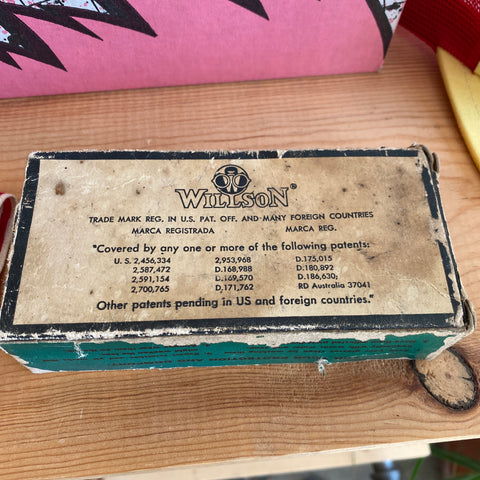 WILLSON®
TRADE MARK REG. IN U.S. PAT. OFF. AND MANY FOREIGN COUNTRIES
MARCA REGISTRADA MARCA REG.
"Covered by any one or more of the following patents:
U. S. 2,456,334 2,953,968 D.175,015
2,587,472 D.168,988 D.180,892
2,591,154 D.169,570 D.186,630;
2,700,765 D,171,762 RD Australia 37041
Other patents pending in US and foreign countries."